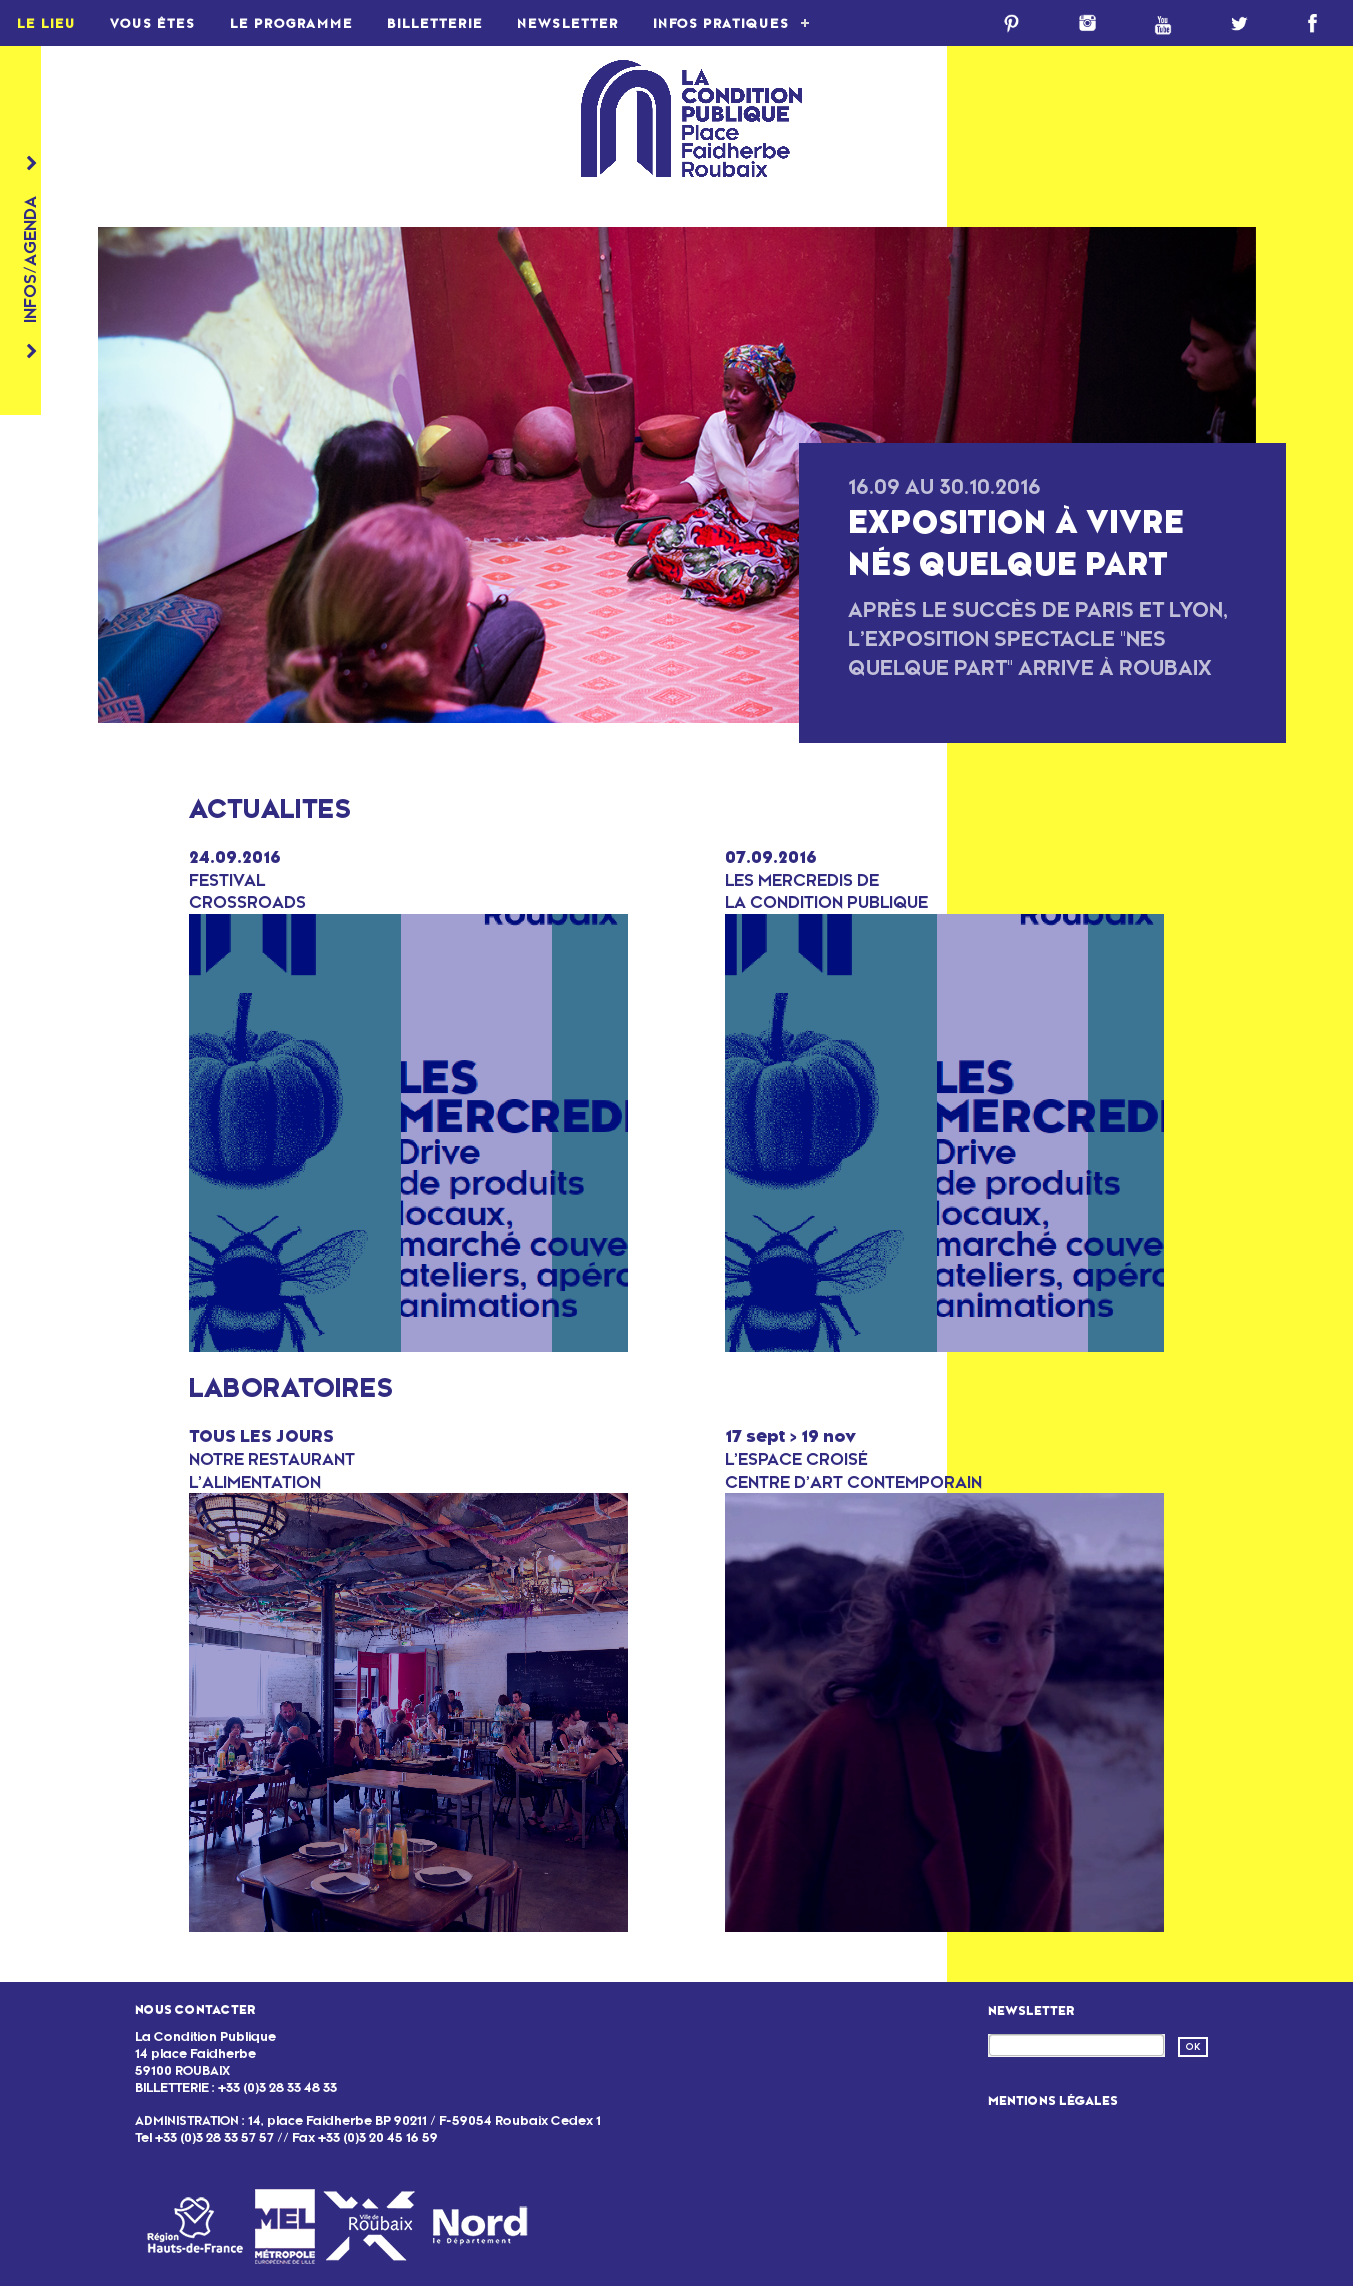 LE LIEU VOUS ÊTES LE PROGRAMME BILLETTERIE NEWSLETTER INFOS PRATIQUES +
You
Tube
LA
CONDITION
PUBLIQUE
Place
Faidherbe
Roubaix
INFOS/AGENDA
16.09 AU 30.10.2016
EXPOSITION À VIVRE
NÉS QUELQUE PART
APRÈS LE SUCCÈS DE PARIS ET LYON,
L'EXPOSITION SPECTACLE "NES
QUELQUE PART" ARRIVE À ROUBAIX
ACTUALITES
24.09.2016
FESTIVAL
CROSSROADS
Roubaix
LES
MERCREDI
Drive
de produits
locaux,
marché couve
ateliers, apéro
animations
07.09.2016
LES MERCREDIS DE
LA CONDITION PUBLIQUE
Roubaix
LES
MERCREDI
Drive
de produits
locaux,
marché couve
ateliers, apéro
animations
LABORATOIRES
TOUS LES JOURS
NOTRE RESTAURANT
L'ALIMENTATION
17 sept > 19 nov
L'ESPACE CROISÉ
CENTRE D'ART CONTEMPORAIN
NOUS CONTACTER
La Condition Publique
14 place Faidherbe
59100 ROUBAIX
BILLETTERIE : +33 (0)3 28 33 48 33
ADMINISTRATION : 14, place Faidherbe BP 90211 / F-59054 Roubaix Cedex 1
Tel +33 (0)3 28 33 57 57 // Fax +33 (0)3 20 45 16 59
NEWSLETTER
OK
MENTIONS LÉGALES
Région
Hauts-de-France
MEL
MÉTROPOLE
EUROPÉENNE DE LILLE
Ville de
Roubaix
Nord
le Département